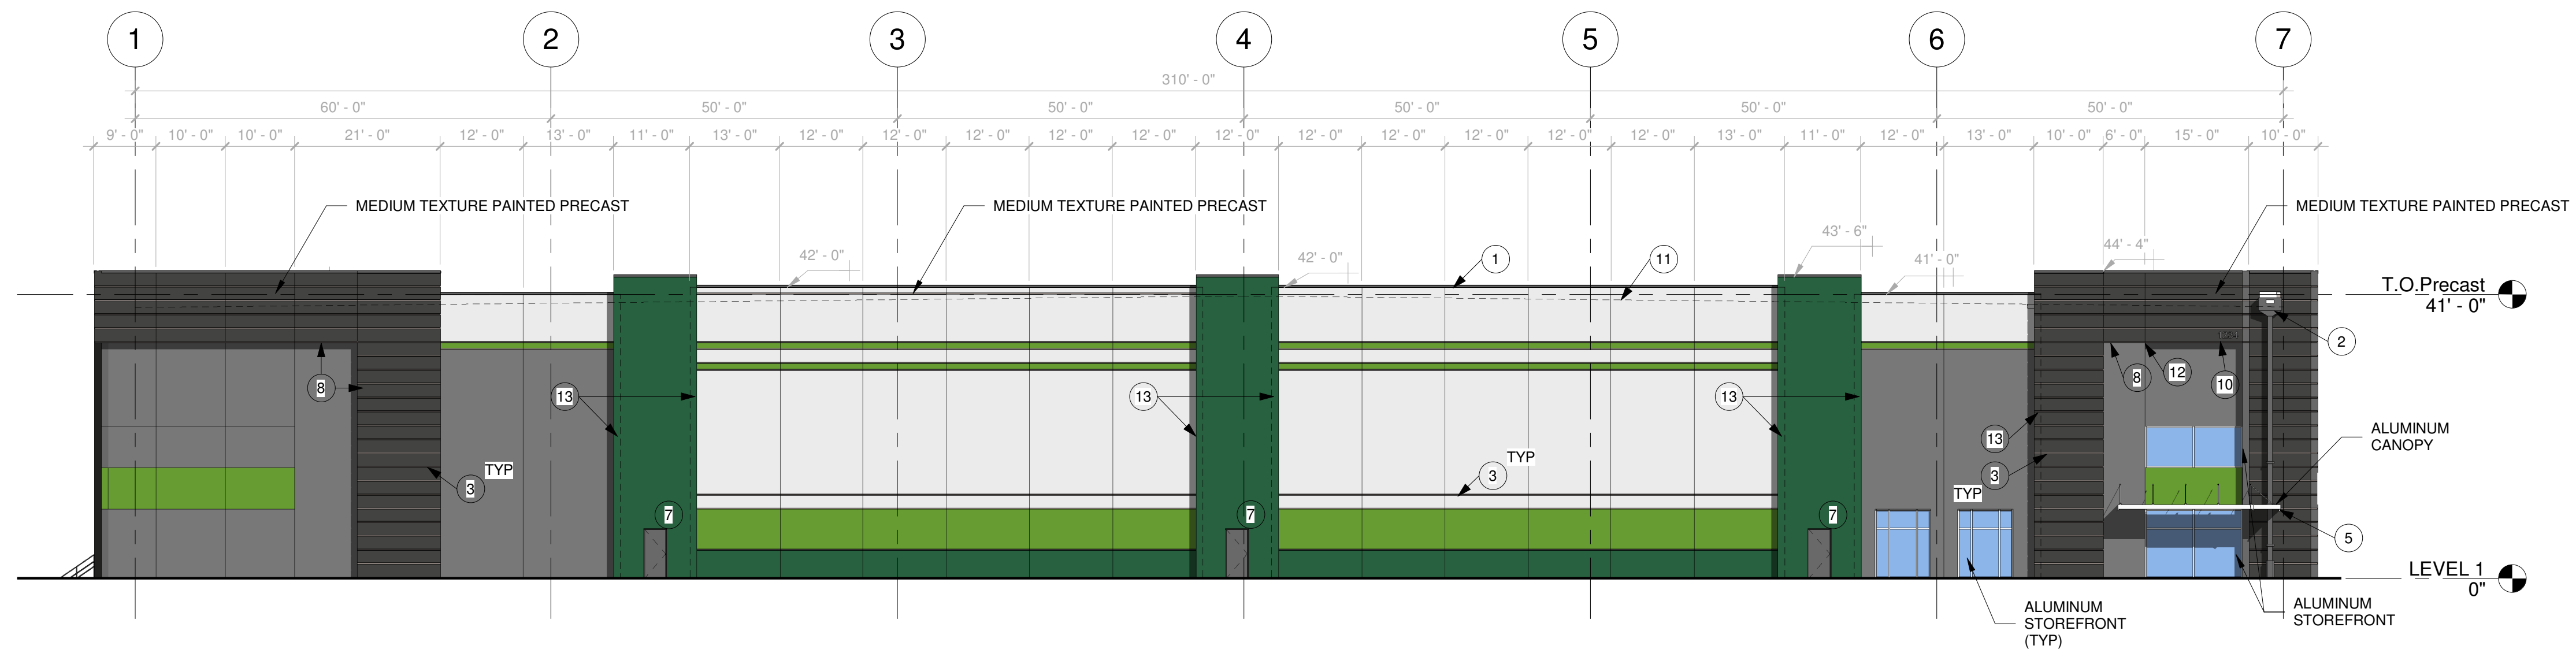 1 2 3 4 5 6 7
310' - 0"
60' - 0" 50' - 0" 50' - 0" 50' - 0" 50' - 0" 50' - 0"
9' - 0" 10' - 0" 10' - 0" 21' - 0" 12' - 0" 13' - 0" 11' - 0" 13' - 0" 12' - 0" 12' - 0" 12' - 0" 12' - 0" 12' - 0" 12' - 0" 12' - 0" 12' - 0" 12' - 0" 12' - 0" 12' - 0" 13' - 0" 11' - 0" 12' - 0" 13' - 0" 10' - 0" 6' - 0" 15' - 0" 10' - 0"
MEDIUM TEXTURE PAINTED PRECAST
MEDIUM TEXTURE PAINTED PRECAST
MEDIUM TEXTURE PAINTED PRECAST
42' - 0"
42' - 0"
1
11
43' - 6"
41' - 0"
44' - 4"
T.O.Precast
41' - 0"
2
8
13
13
13
8
12
10
13
3
TYP
3
TYP
3
TYP
ALUMINUM
CANOPY
7
7
7
5
LEVEL 1
0"
ALUMINUM
STOREFRONT
(TYP)
ALUMINUM
STOREFRONT